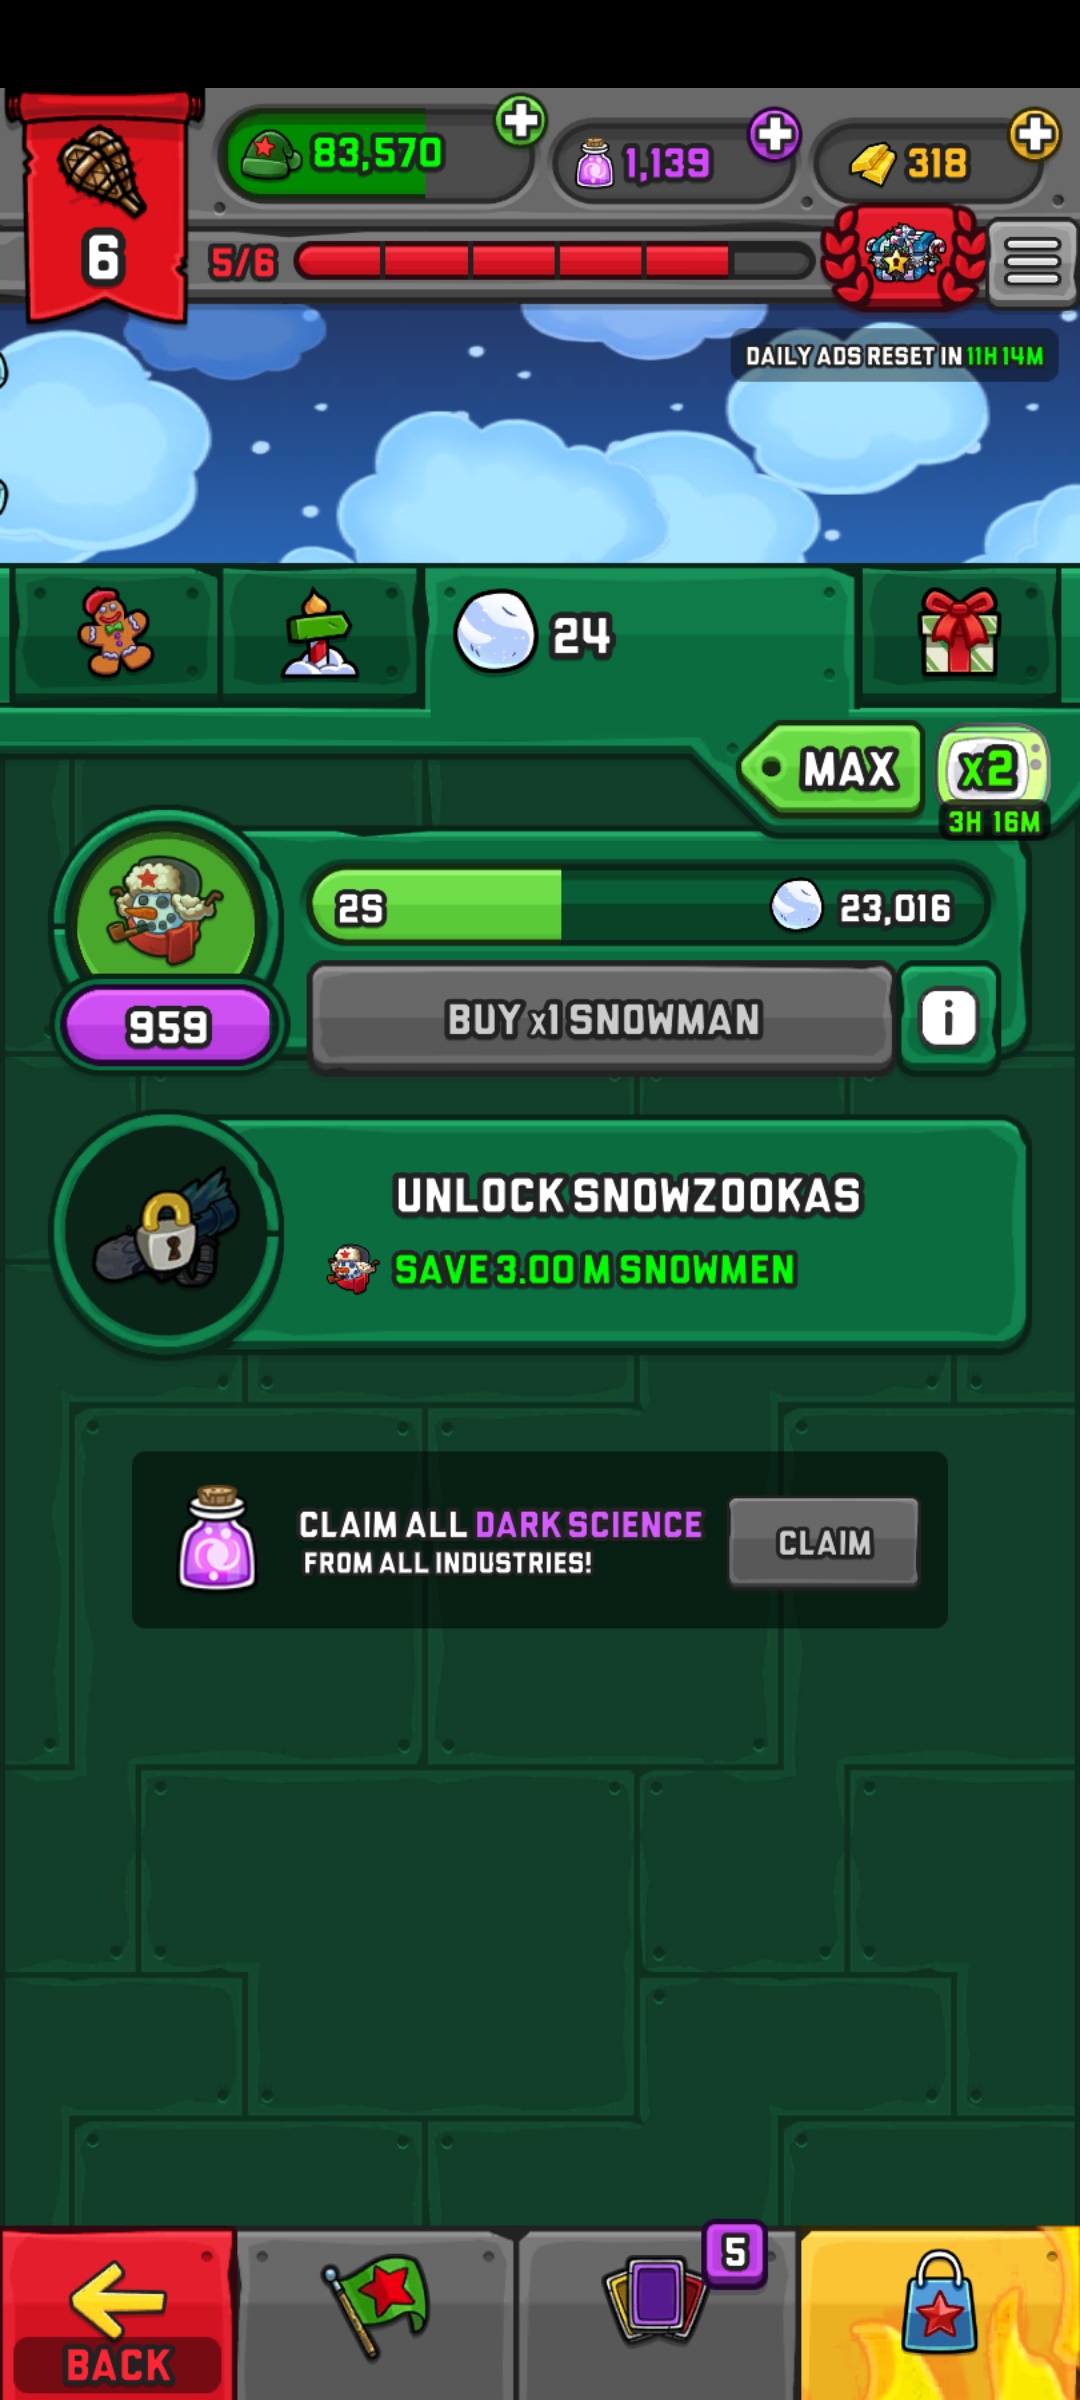 83,570
1,139
318
6
5/6
DAILY ADS RESET IN 11H 14M
24
MAX
x2
3H 16M
2S
23,016
959
BUY x1 SNOWMAN
i
UNLOCK SNOWZOOKAS
SAVE 3.00 M SNOWMEN
CLAIM ALL DARK SCIENCE
FROM ALL INDUSTRIES!
CLAIM
5
BACK